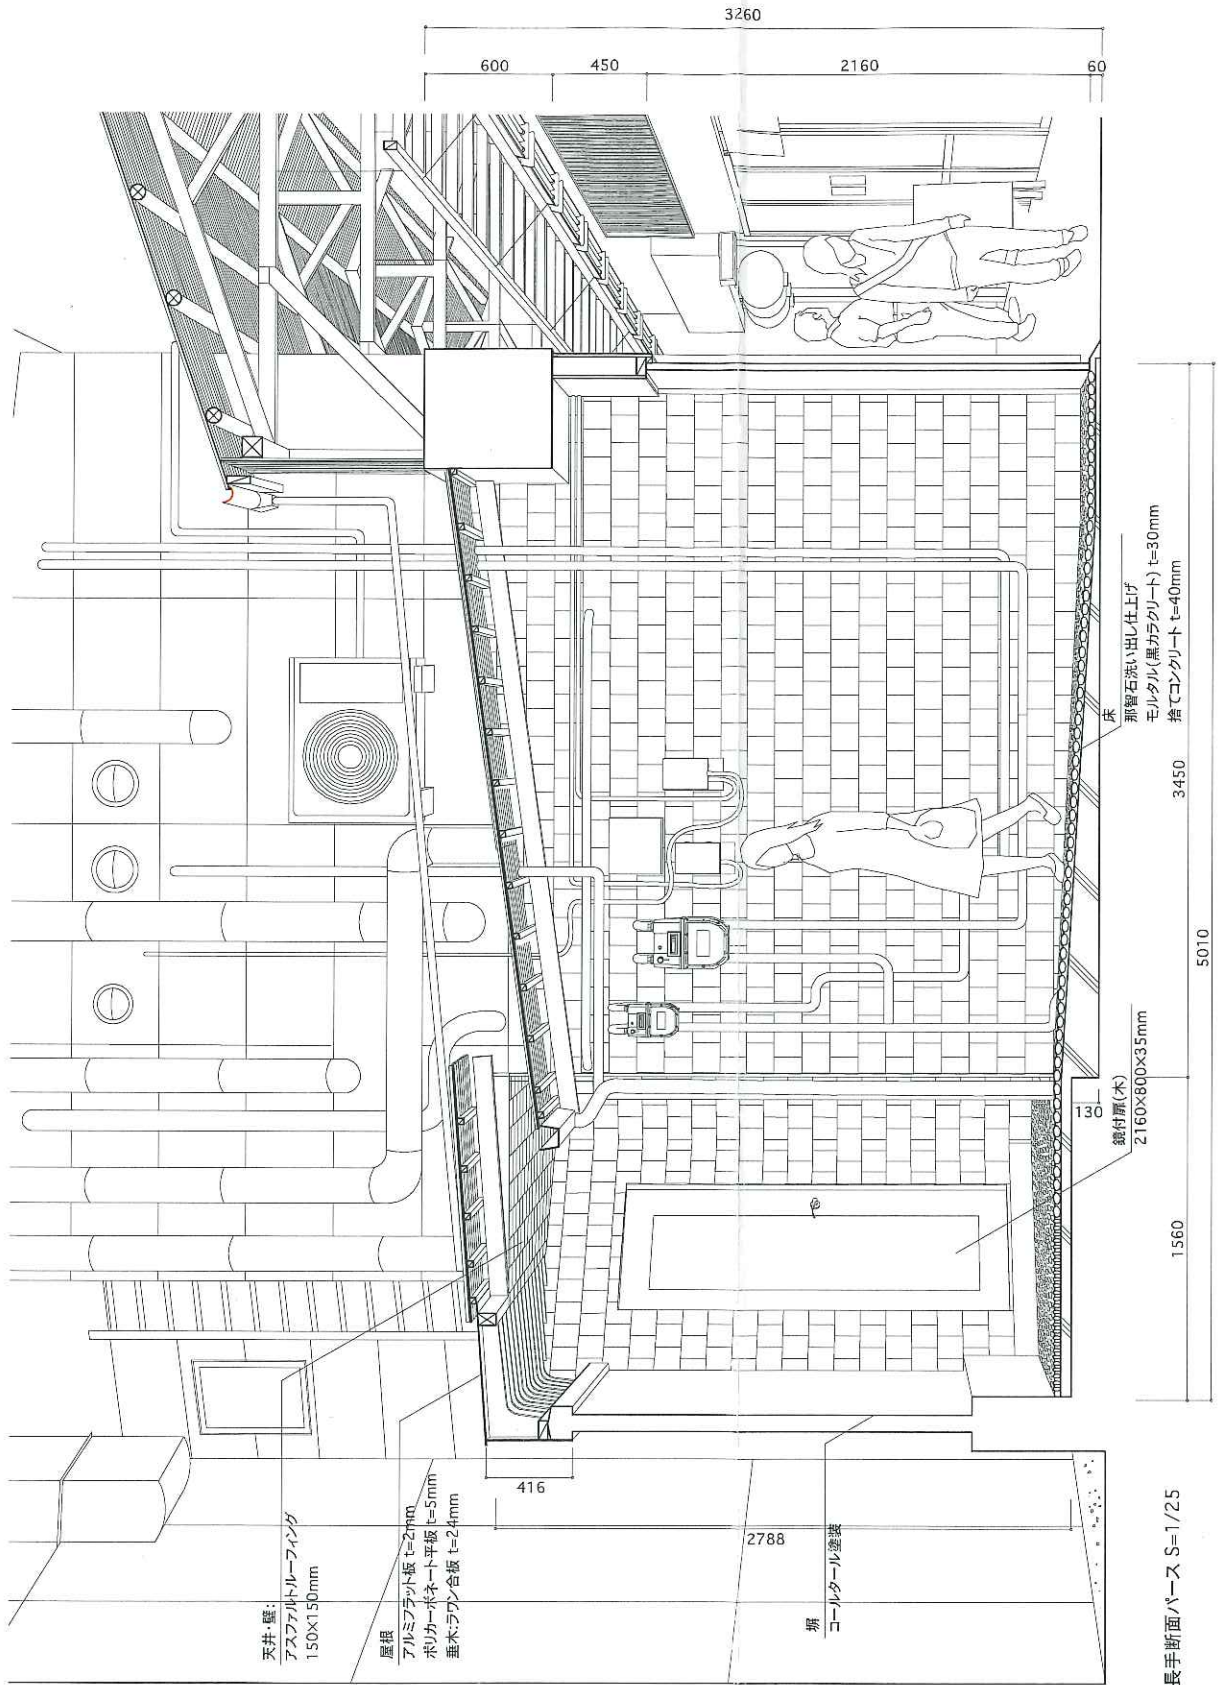 天井・壁:
アスファルトルーフィング
150×150mm
屋根
アルミフラット板 t=2mm
ポリカーボネート平板 t=5mm
垂木:ラワン合板 t=24mm
塀
コールタール塗装
鏡付扉(木)
2160×800×35mm
床
那智石洗い出し仕上げ
モルタル(黒カラクリート) t=30mm
捨てコンクリート t=40mm
3260
600
450
2160
60
416
2788
130
1560
3450
5010
長手断面パース S=1/25